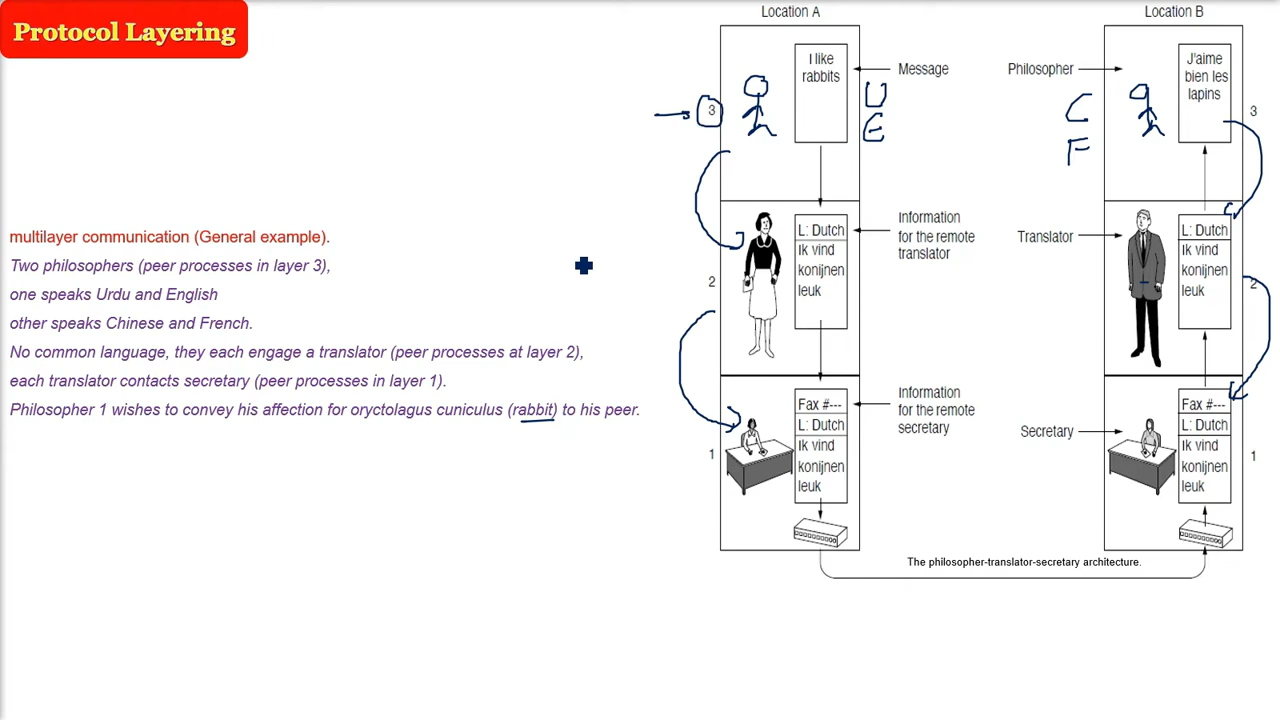 Protocol Layering
multilayer communication (General example).
Two philosophers (peer processes in layer 3),
one speaks Urdu and English
other speaks Chinese and French.
No common language, they each engage a translator (peer processes at layer 2),
each translator contacts secretary (peer processes in layer 1).
Philosopher 1 wishes to convey his affection for oryctolagus cuniculus (rabbit) to his peer.
Location A
3
I like
rabbits
Message
U
E
2
L: Dutch
Ik vind
konijnen
leuk
Information
for the remote
translator
1
Fax #---
L: Dutch
Ik vind
konijnen
leuk
Information
for the remote
secretary
Location B
Philosopher
C
F
J'aime
bien les
lapins
3
Translator
L: Dutch
Ik vind
konijnen
leuk
2
Secretary
Fax #---
L: Dutch
Ik vind
konijnen
leuk
1
The philosopher-translator-secretary architecture.